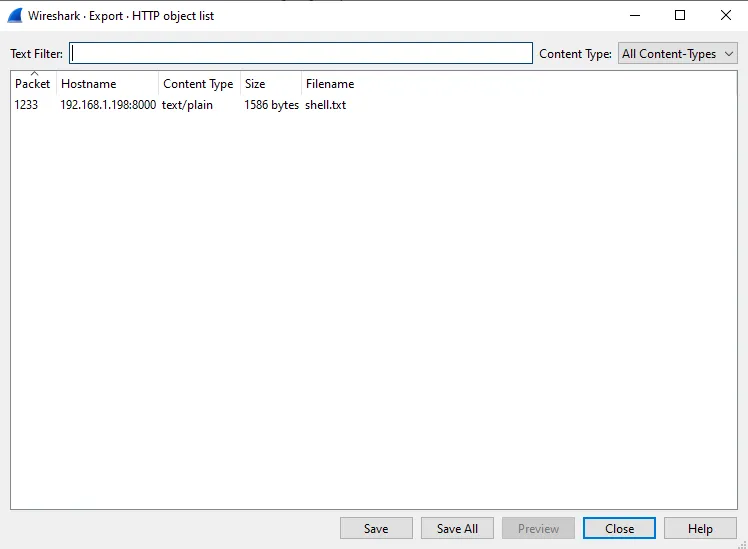 Wireshark · Export · HTTP object list
Text Filter: Content Type: All Content-Types
Packet Hostname Content Type Size Filename
1233 192.168.1.198:8000 text/plain 1586 bytes shell.txt
Save Save All Preview Close Help